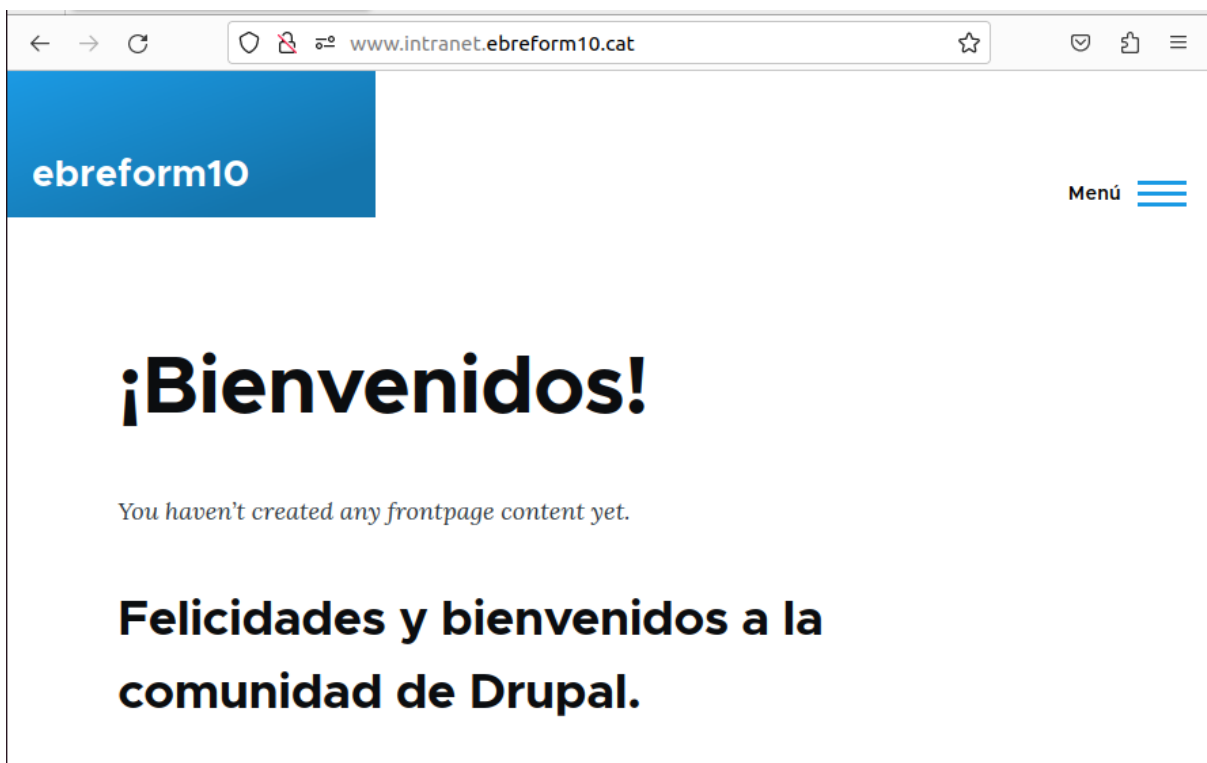 www.intranet.ebreform10.cat
ebreform10
Menú
¡Bienvenidos!
You haven’t created any frontpage content yet.
Felicidades y bienvenidos a la
comunidad de Drupal.